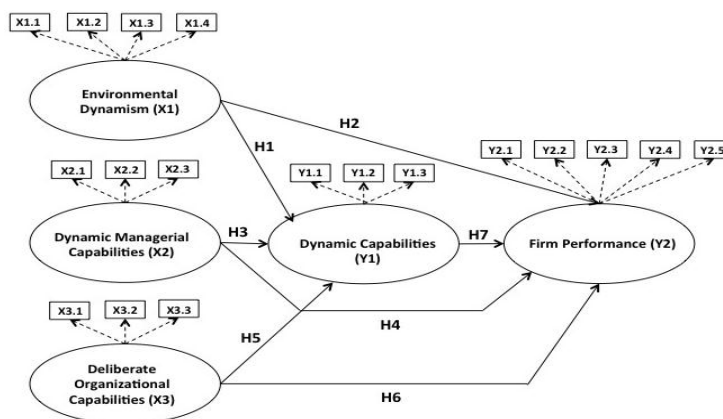 X1.1
X1.2
X1.3
X1.4
Environmental
Dynamism (X1)
H1
H2
X2.1
X2.2
X2.3
Dynamic Managerial
Capabilities (X2)
H3
Y1.1
Y1.2
Y1.3
Dynamic Capabilities
(Y1)
H7
Y2.1
Y2.2
Y2.3
Y2.4
Y2.5
Firm Performance (Y2)
H4
X3.1
X3.2
X3.3
Deliberate
Organizational
Capabilities (X3)
H5
H6